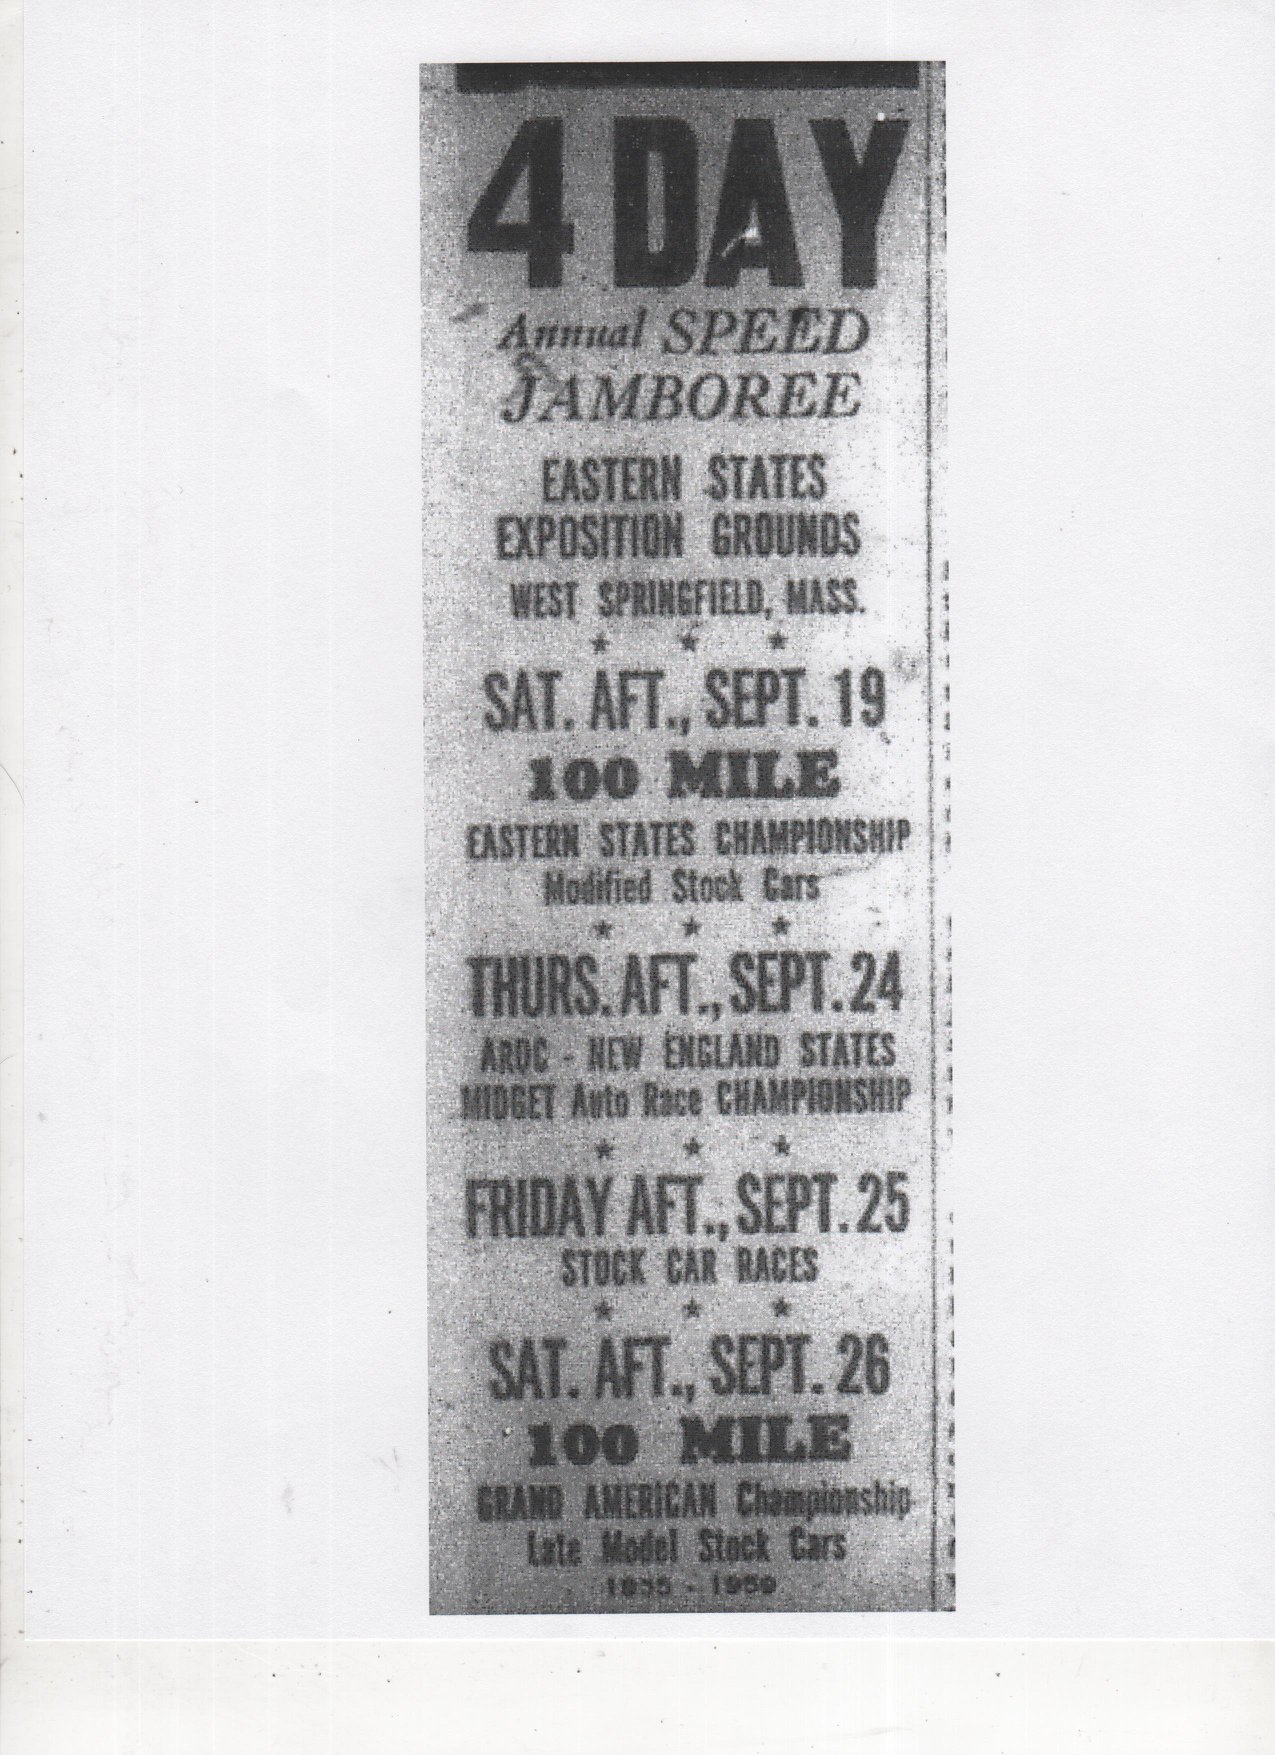 4 DAY
Annual SPEED
JAMBOREE
EASTERN STATES
EXPOSITION GROUNDS
WEST SPRINGFIELD, MASS.
★ ★ ★
SAT. AFT., SEPT. 19
100 MILE
EASTERN STATES CHAMPIONSHIP
Modified Stock Cars
★ ★ ★
THURS. AFT., SEPT. 24
ARDC - NEW ENGLAND STATES
MIDGET Auto Race CHAMPIONSHIP
★ ★ ★
FRIDAY AFT., SEPT. 25
STOCK CAR RACES
★ ★ ★
SAT. AFT., SEPT. 26
100 MILE
GRAND AMERICAN Championship
Late Model Stock Cars
1955 - 1959